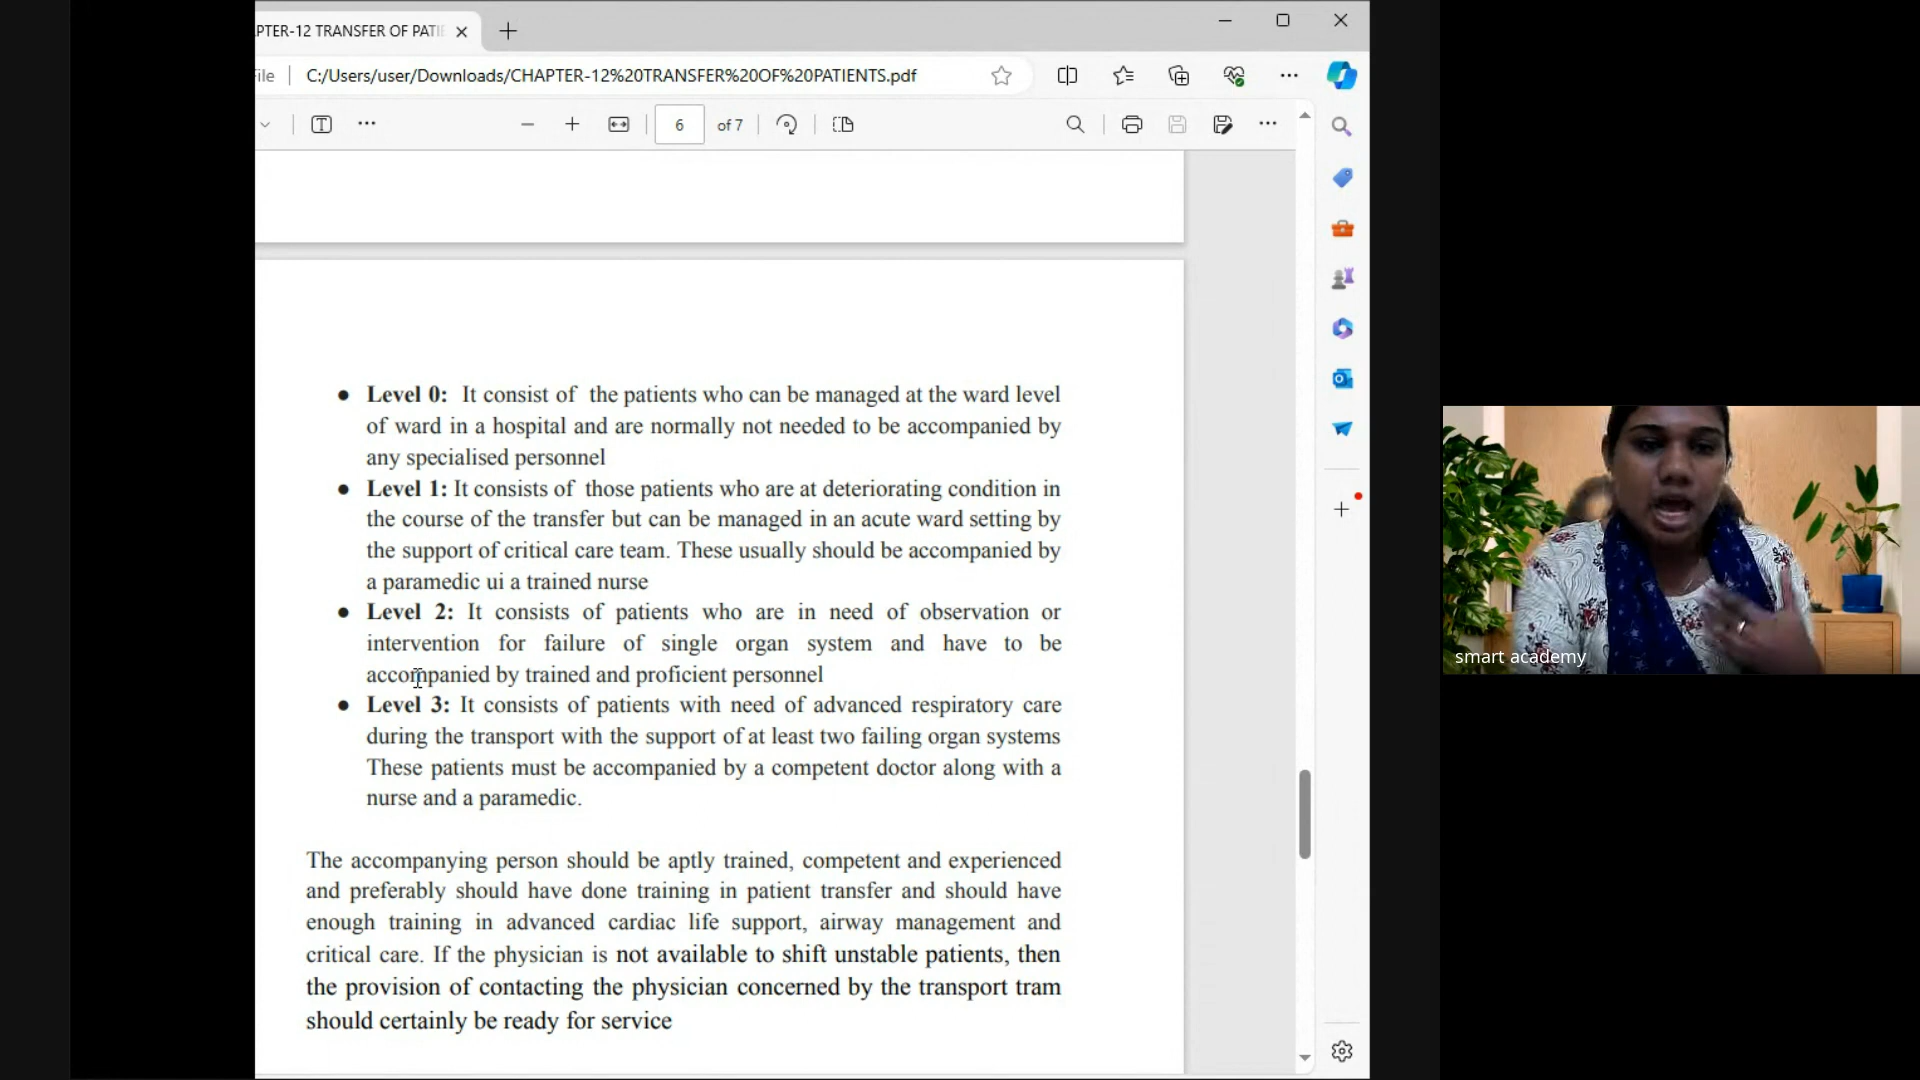 PTER-12 TRANSFER OF PATIE
ile
C:/Users/user/Downloads/CHAPTER-12%20TRANSFER%20OF%20PATIENTS.pdf
6 of 7
● Level 0: It consist of the patients who can be managed at the ward level
of ward in a hospital and are normally not needed to be accompanied by
any specialised personnel
● Level 1: It consists of those patients who are at deteriorating condition in
the course of the transfer but can be managed in an acute ward setting by
the support of critical care team. These usually should be accompanied by
a paramedic ui a trained nurse
● Level 2: It consists of patients who are in need of observation or
intervention for failure of single organ system and have to be
accompanied by trained and proficient personnel
● Level 3: It consists of patients with need of advanced respiratory care
during the transport with the support of at least two failing organ systems
These patients must be accompanied by a competent doctor along with a
nurse and a paramedic.
The accompanying person should be aptly trained, competent and experienced
and preferably should have done training in patient transfer and should have
enough training in advanced cardiac life support, airway management and
critical care. If the physician is not available to shift unstable patients, then
the provision of contacting the physician concerned by the transport tram
should certainly be ready for service
smart academy